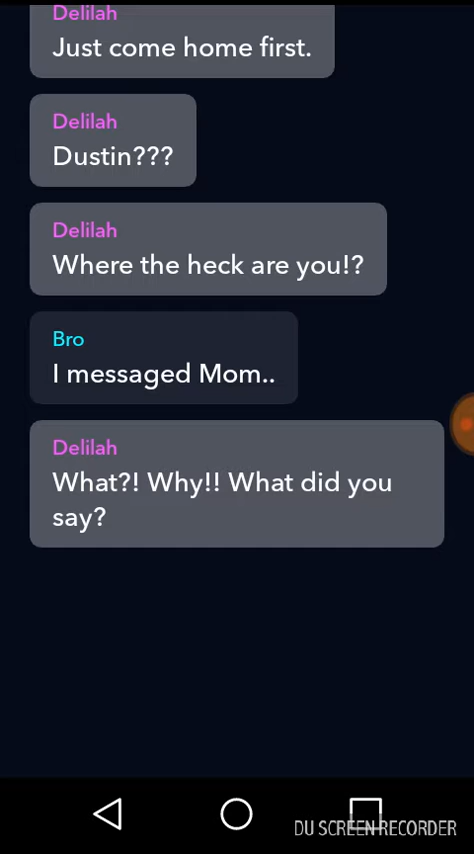 Delilah
Just come home first.
Delilah
Dustin???
Delilah
Where the heck are you!?
Bro
I messaged Mom..
Delilah
What?! Why!! What did you
say?
DU SCREEN RECORDER